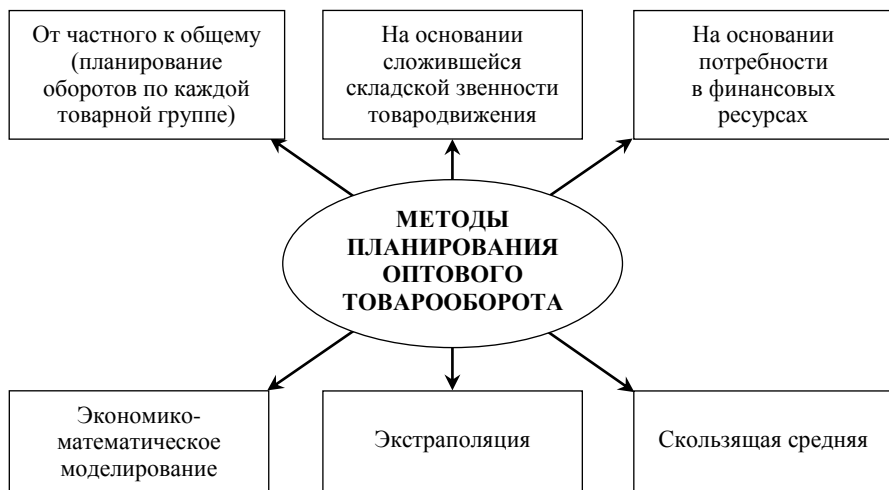 От частного к общему
(планирование
оборотов по каждой
товарной группе)
На основании
сложившейся
складской звенности
товародвижения
На основании
потребности
в финансовых
ресурсах
МЕТОДЫ
ПЛАНИРОВАНИЯ
ОПТОВОГО
ТОВАРООБОРОТА
Экономико-
математическое
моделирование
Экстраполяция
Скользящая средняя